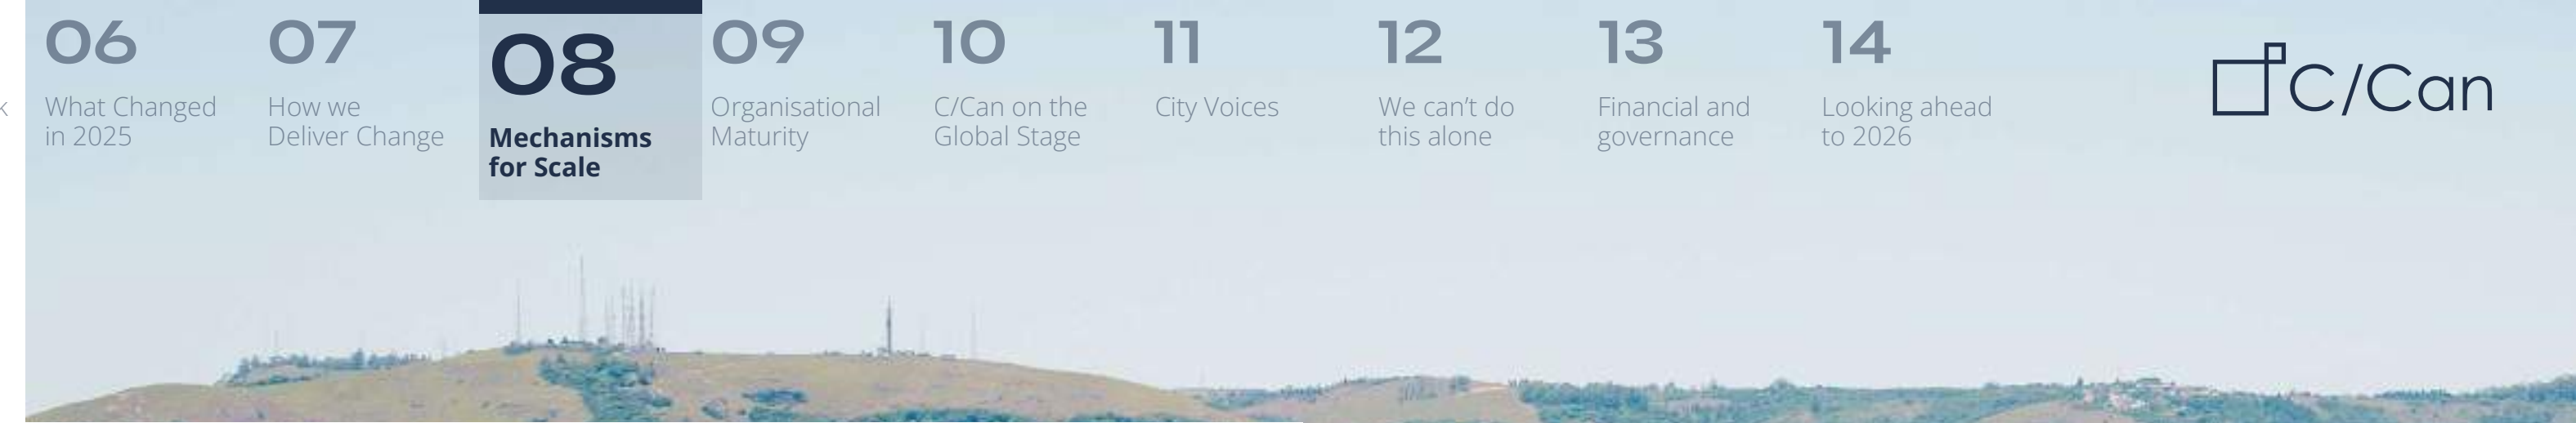 06
What Changed
in 2025
07
How we
Deliver Change
08
Mechanisms
for Scale
09
Organisational
Maturity
10
C/Can on the
Global Stage
11
City Voices
12
We can't do
this alone
13
Financial and
governance
14
Looking ahead
to 2026
C/Can